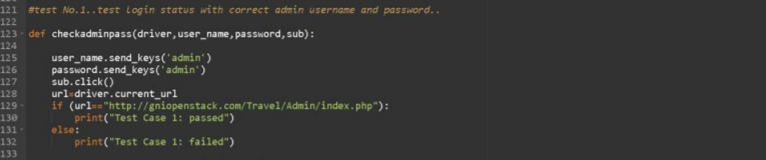 121 #test No.1..test login status with correct admin username and password..
122
123 def checkadminpass(driver,user_name,password,sub):
124
125 user_name.send_keys('admin')
126 password.send_keys('admin')
127 sub.click()
128 url=driver.current_url
129 if (url=="http://gniopenstack.com/Travel/Admin/index.php"):
130 print("Test Case 1: passed")
131 else:
132 print("Test Case 1: failed")
133